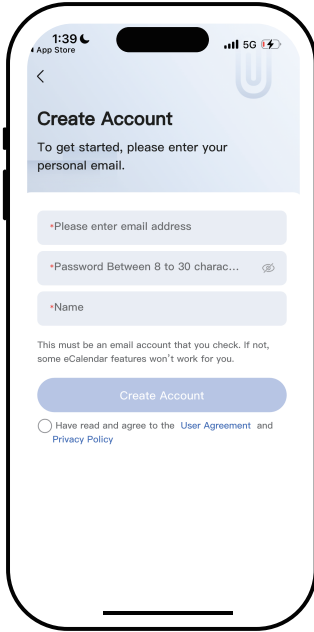 1:39
App Store
5G
Create Account
To get started, please enter your
personal email.
*Please enter email address
*Password Between 8 to 30 charac...
*Name
This must be an email account that you check. If not,
some eCalendar features won't work for you.
Create Account
Have read and agree to the User Agreement and
Privacy Policy